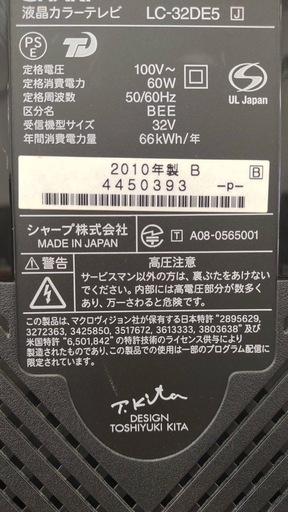 SHARP
液晶カラーテレビ LC-32DE5 J
PS E
定格電圧 100V～
定格消費電力 60W
定格周波数 50/60Hz
区分名 BEE
受信機型サイズ 32V
年間消費電力量 66kWh/年
UL Japan
2010年製 B B
4450393 -p-
シャープ株式会社
MADE IN JAPAN
T A08-0565001
警告 高圧注意
サービスマン以外の方は、裏ぶたをあけないで
ください。内部には高電圧部分が数多く
あり、万一さわると危険です。
この製品は、マクロヴィジョン社が保有する日本特許 "2895629,
3272363, 3425850, 3517672, 3613333, 3803638" 及び
米国特許 "6,501,842" の特許技術のライセンス供与により
製造されたものであり、この製品の使用は一部のプログラム配信に
限定されています。
T.Kita
DESIGN
TOSHIYUKI KITA